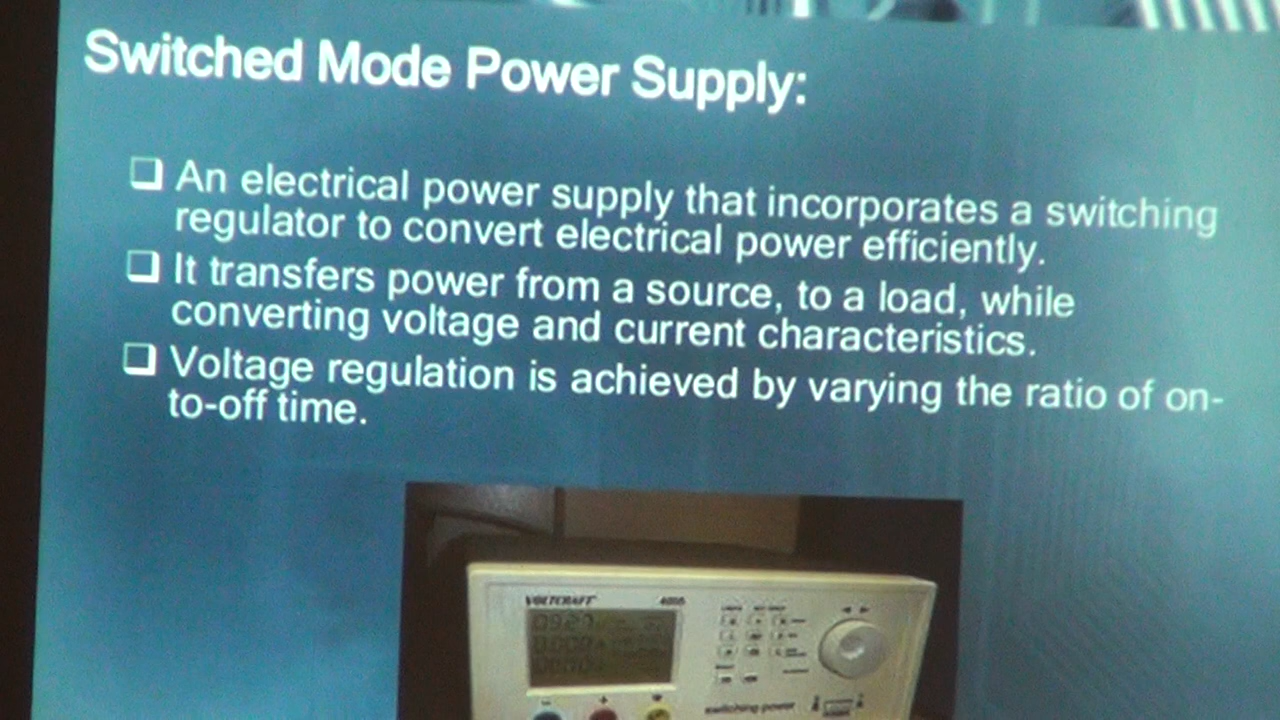 Switched Mode Power Supply:
❑ An electrical power supply that incorporates a switching
regulator to convert electrical power efficiently.
❑ It transfers power from a source, to a load, while
converting voltage and current characteristics.
❑ Voltage regulation is achieved by varying the ratio of on-
to-off time.
VOLTCRAFT
switching power